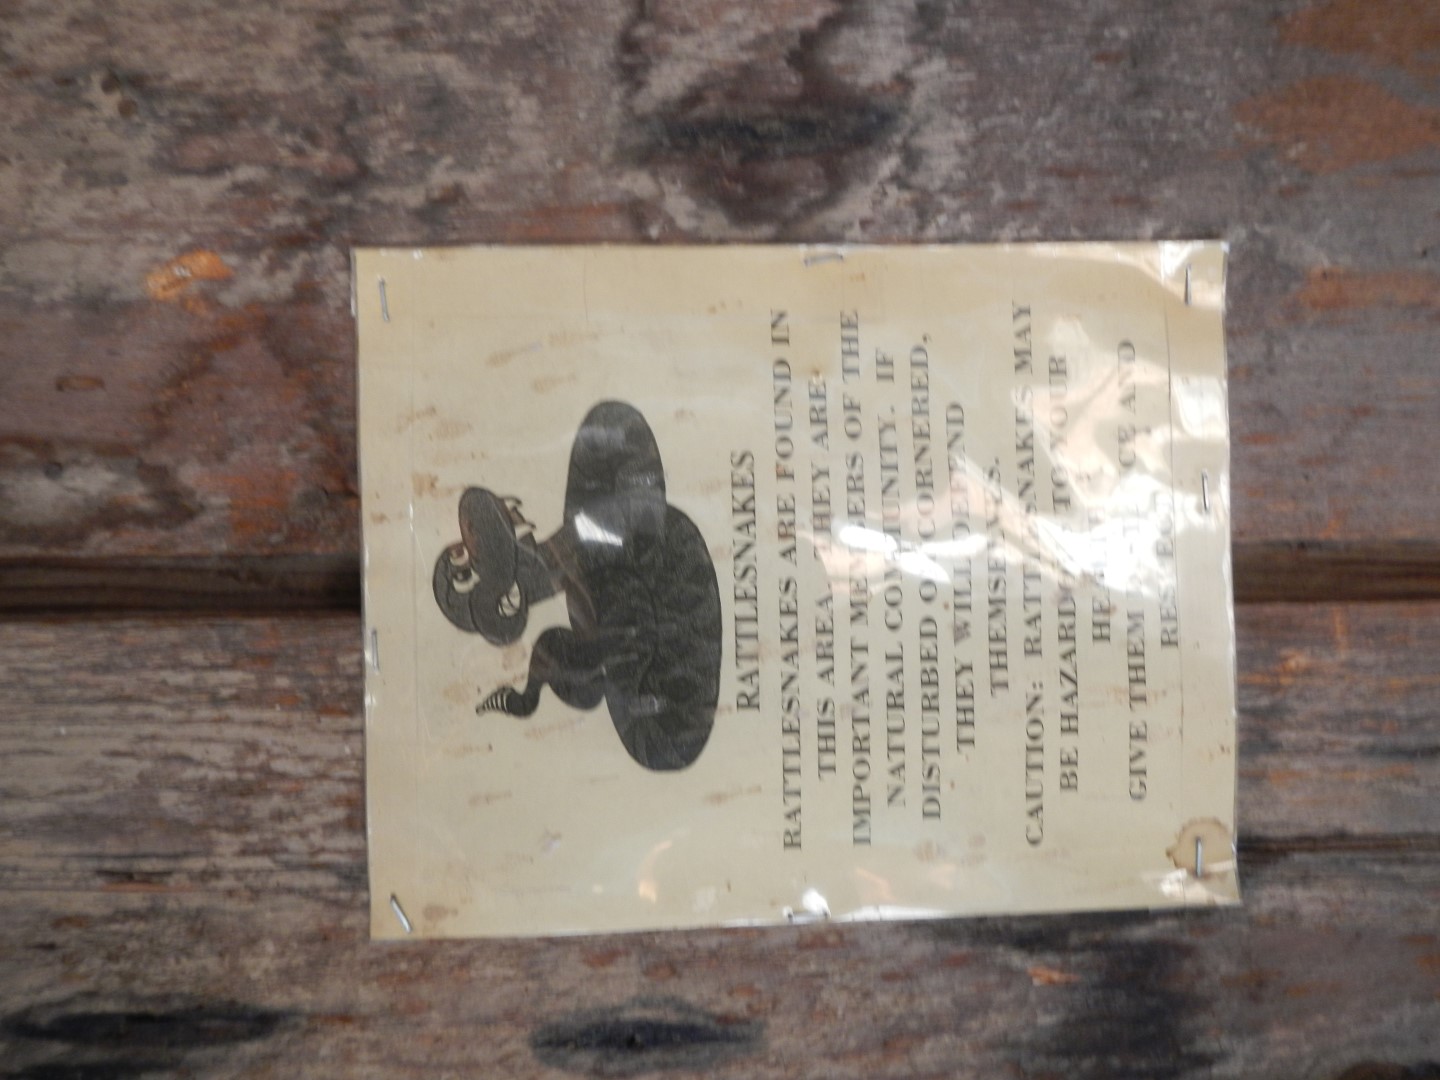 RATTLESNAKES
RATTLESNAKES ARE FOUND IN
THIS AREA. THEY ARE
IMPORTANT MEMBERS OF THE
NATURAL COMMUNITY. IF
DISTURBED OR CORNERED,
THEY WILL DEFEND
THEMSELVES.
CAUTION: RATTLESNAKES MAY
BE HAZARDOUS TO YOUR
HEALTH
GIVE THEM DISTANCE AND
RESPECT